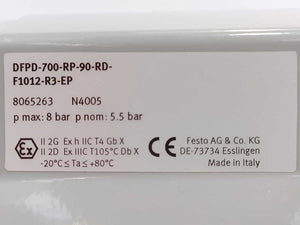 DFPD-700-RP-90-RD-
F1012-R3-EP
8065263 N4005
p max: 8 bar p nom: 5.5 bar
CE
Ex II 2G Ex h IIC T4 Gb X
II 2D Ex IIIC T105°C Db X
-20°C≤Ta≤+80°C
Festo AG & Co. KG
DE-73734 Esslingen
Made in Italy